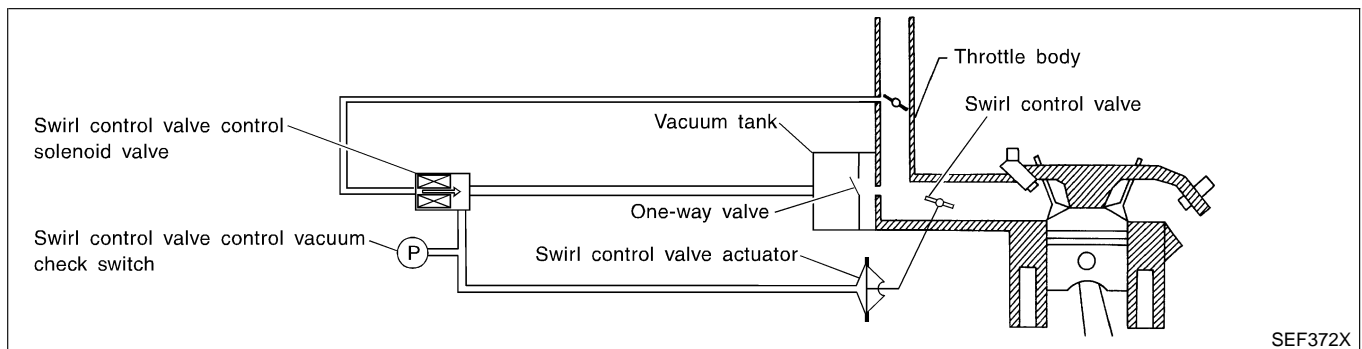 Throttle body
Swirl control valve
Swirl control valve control
solenoid valve
Vacuum tank
One-way valve
Swirl control valve control vacuum
check switch
P
Swirl control valve actuator
SEF372X